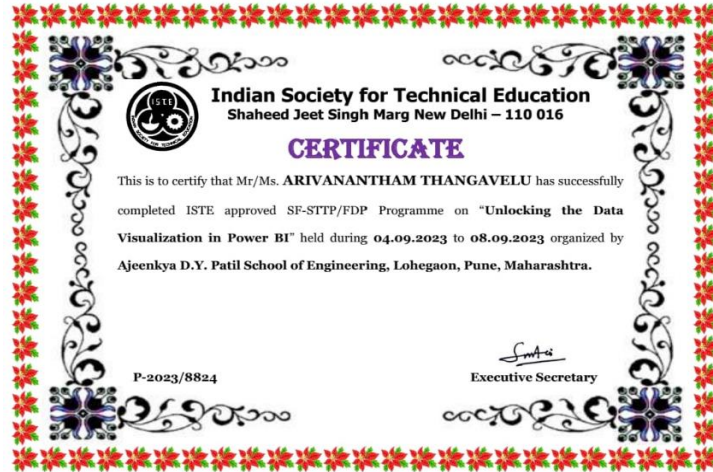 ISTE
Indian Society for Technical Education
Shaheed Jeet Singh Marg New Delhi – 110 016
CERTIFICATE
This is to certify that Mr/Ms. ARIVANANTHAM THANGAVELU has successfully
completed ISTE approved SF-STTP/FDP Programme on “Unlocking the Data
Visualization in Power BI” held during 04.09.2023 to 08.09.2023 organized by
Ajeenkya D.Y. Patil School of Engineering, Lohegaon, Pune, Maharashtra.
P-2023/8824
Executive Secretary